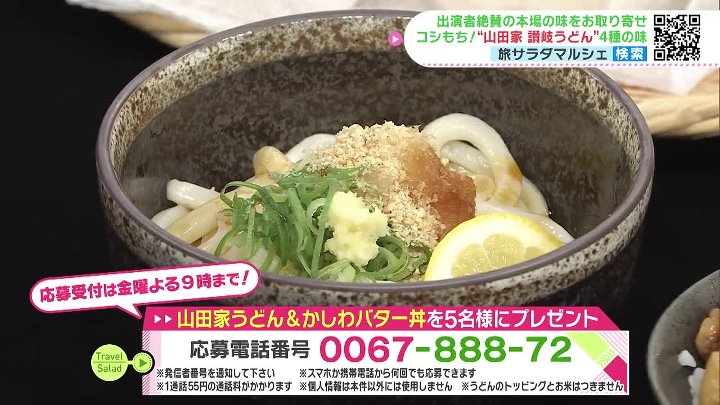 出演者絶賛の本場の味をお取り寄せ
コシもち!“山田家 讃岐うどん”4種の味
旅サラダマルシェ 検索
応募受付は金曜よる9時まで!
山田家うどん&かしわバター丼を5名様にプレゼント
応募電話番号 0067-888-72
※発信者番号を通知して下さい ※スマホか携帯電話から何回でも応募できます
※1通話55円の通話料がかかります ※個人情報は本件以外には使用しません ※うどんのトッピングとお米はつきません
Travel
Salad